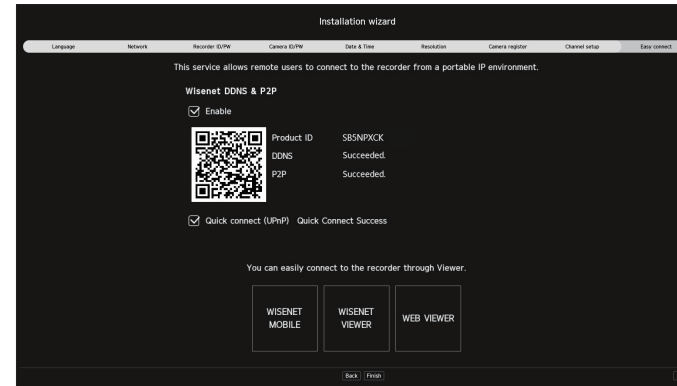 Installation wizard
Language Network Recorder ID/PW Camera ID/PW Date & Time Resolution Camera register Channel setup Easy connect
This service allows remote users to connect to the recorder from a portable IP environment.
Wisenet DDNS & P2P
Enable
Product ID SB5NPXCK
DDNS Succeeded.
P2P Succeeded.
Quick connect (UPnP) Quick Connect Success
You can easily connect to the recorder through Viewer.
WISENET MOBILE
WISENET VIEWER
WEB VIEWER
Back Finish